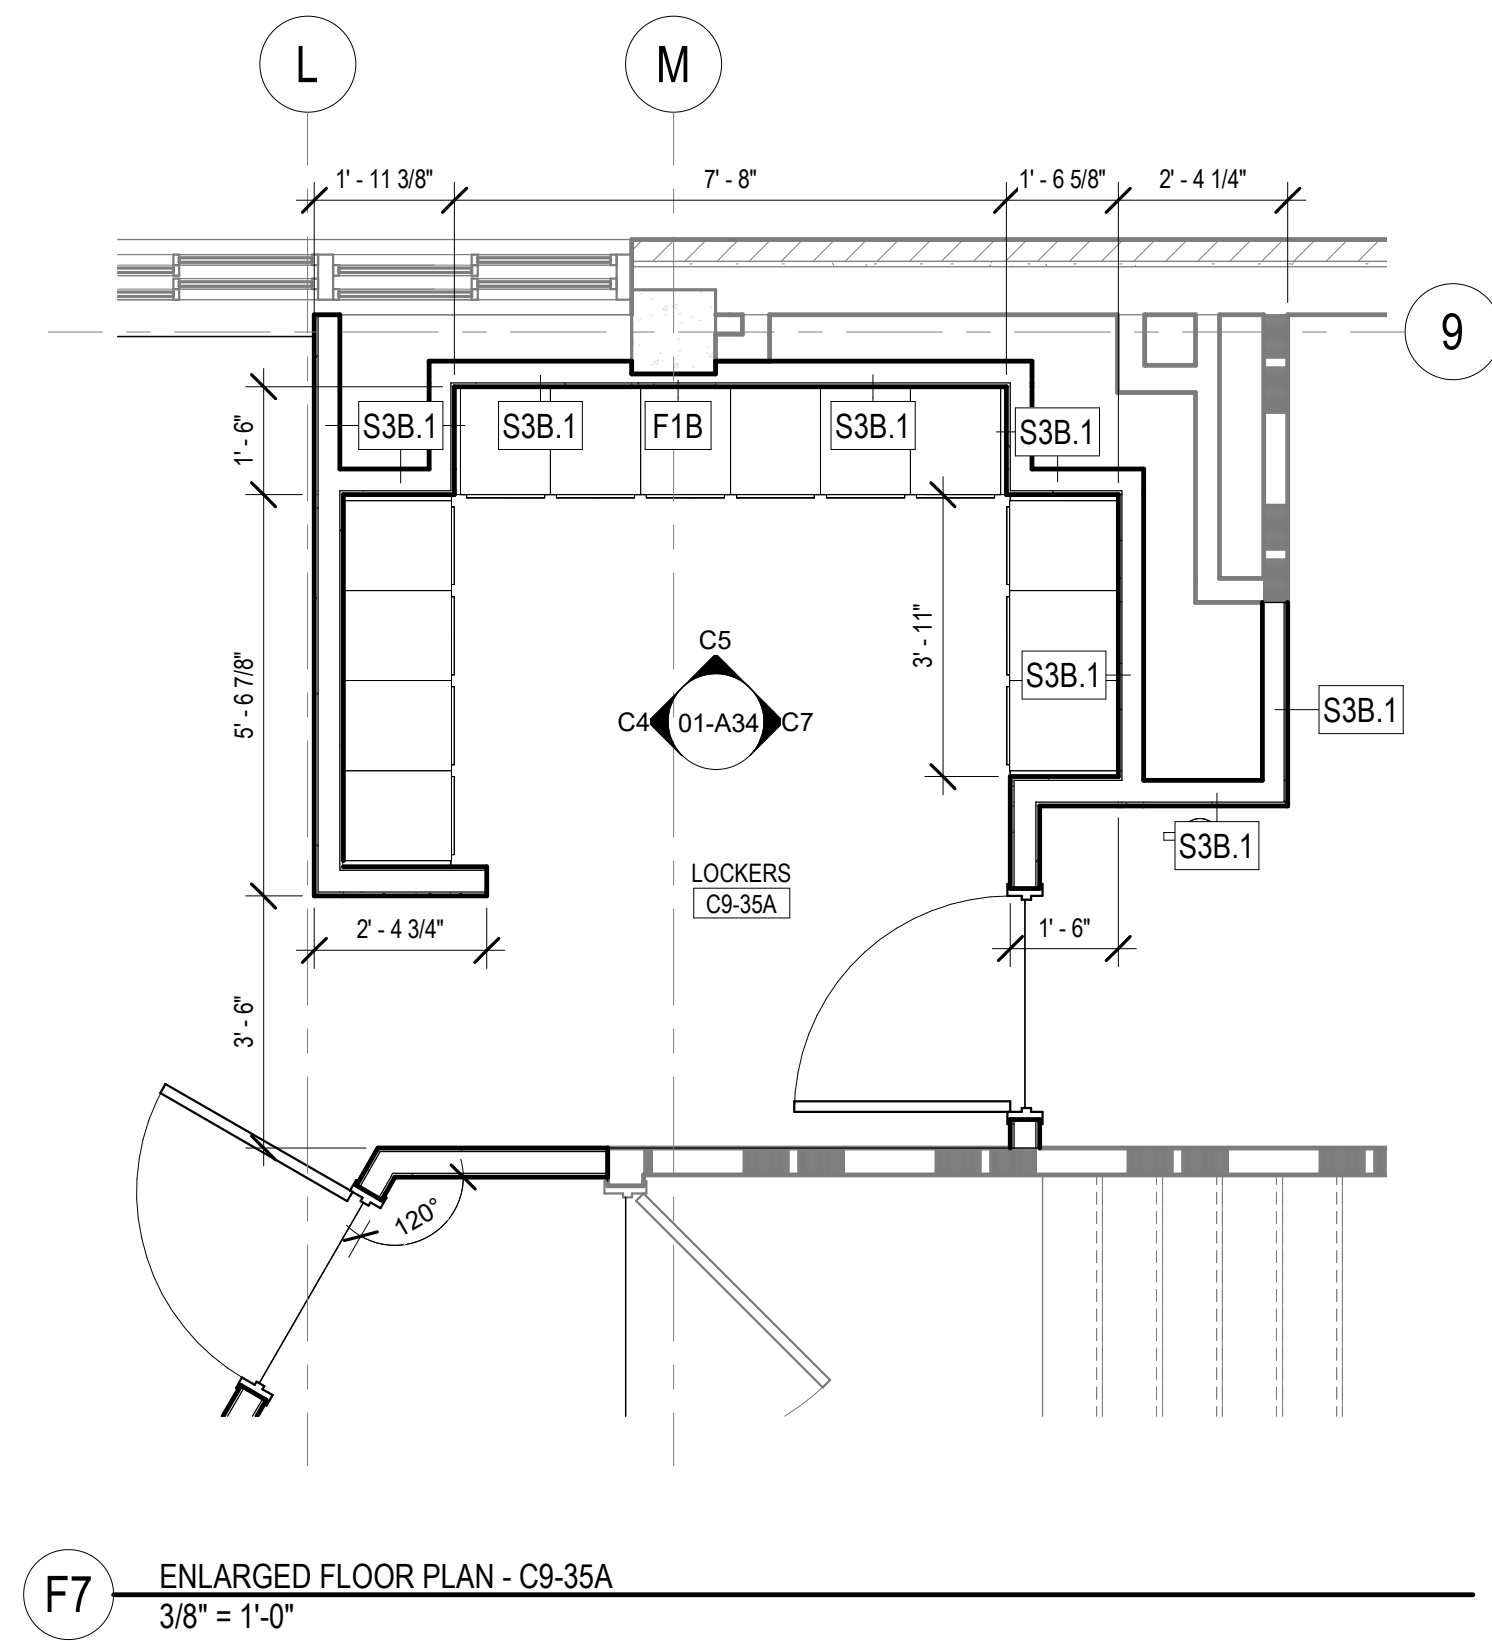 L
M
1' - 11 3/8"
7' - 8"
1' - 6 5/8"
2' - 4 1/4"
9
1' - 6"
S3B.1
S3B.1
F1B
S3B.1
S3B.1
5' - 6 7/8"
3' - 11"
C5
C4
01-A34
C7
S3B.1
S3B.1
S3B.1
LOCKERS
C9-35A
2' - 4 3/4"
1' - 6"
3' - 6"
120°
F7
ENLARGED FLOOR PLAN - C9-35A
3/8" = 1'-0"